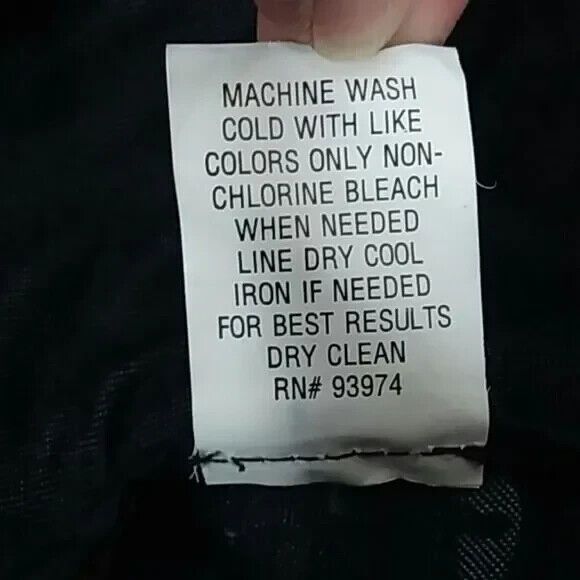 MACHINE WASH
COLD WITH LIKE
COLORS ONLY NON-
CHLORINE BLEACH
WHEN NEEDED
LINE DRY COOL
IRON IF NEEDED
FOR BEST RESULTS
DRY CLEAN
RN# 93974